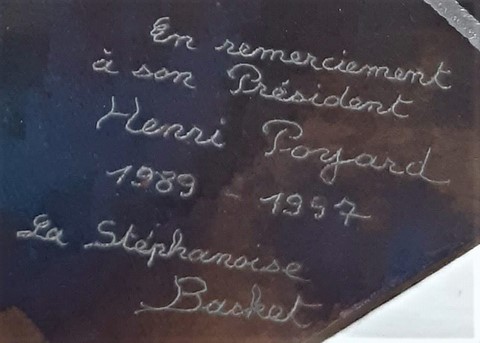 En remerciement
à son Président
Henri Poyard
1989 - 1997
La Stéphanoise
Basket